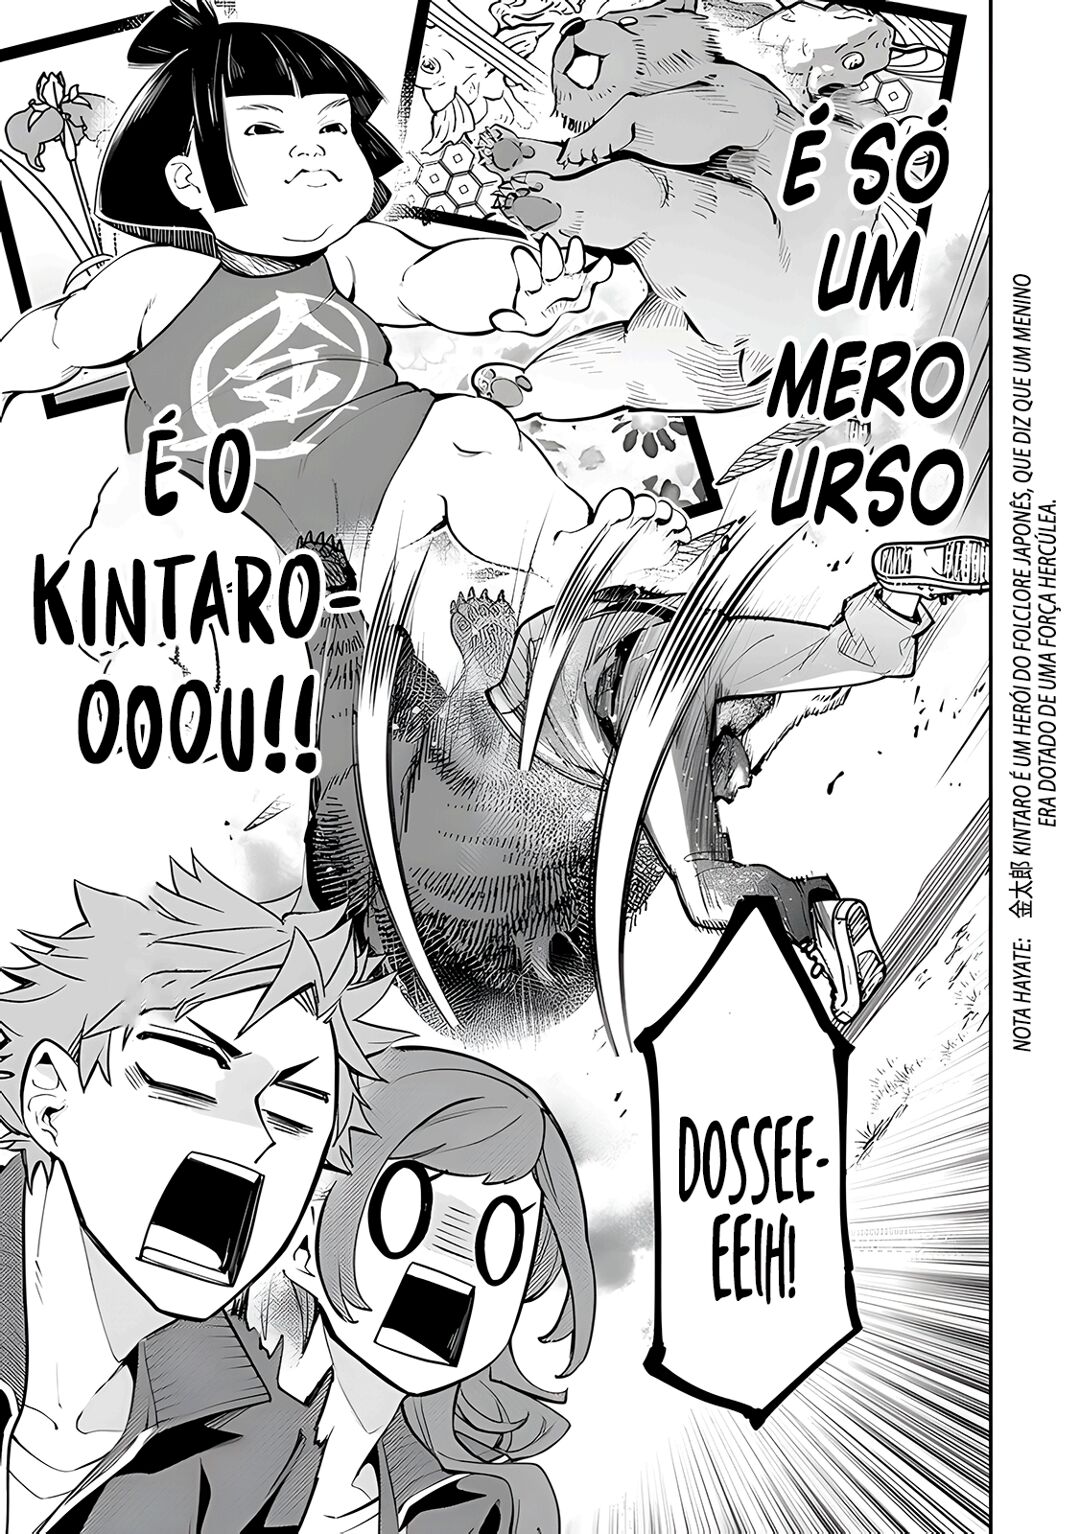 É SÓ
UM
MERO
URSO
É O
KINTARO-
OOOU!!
金
DOSSEE-
EEIH!
NOTA HAYATE: 金太郎 KINTARO É UM HERÓI DO FOLCLORE JAPONÊS, QUE DIZ QUE UM MENINO
ERA DOTADO DE UMA FORÇA HERCÚLEA.